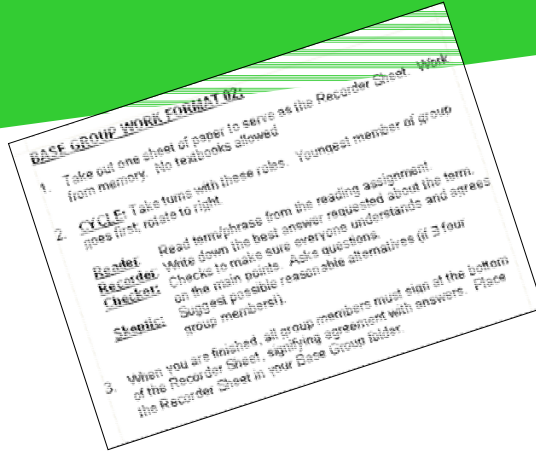 BASE GROUP WORK FORMAT 02:
1. Take out one sheet of paper to serve as the Recorder Sheet. Work
from memory. No textbooks allowed.
2. CYCLE: Take turns with these roles. Youngest member of group
goes first, rotate to right.
Reader: Read term/phrase from the reading assignment.
Recorder: Write down the best answer requested about the term.
Checker: Checks to make sure everyone understands and agrees
on the main points. Asks questions.
Skeptic: Suggest possible reasonable alternatives (if 3 four
group members!).
3. When you are finished, all group members must sign at the bottom
of the Recorder Sheet, signifying agreement with answers. Place
the Recorder Sheet in your Base Group folder.